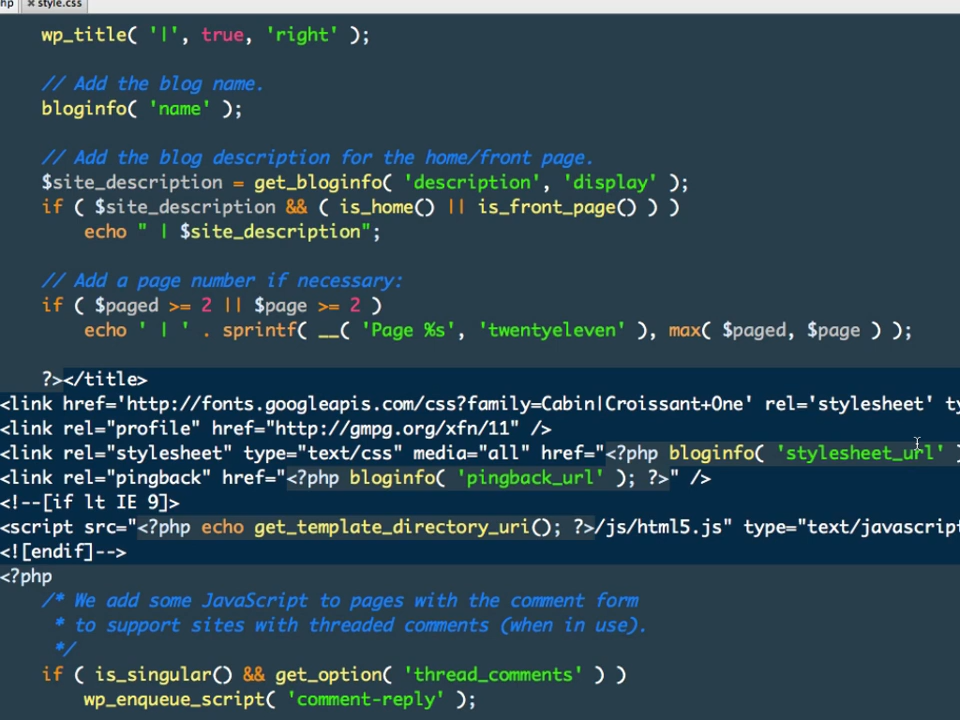 hp × style.css
wp_title( '|', true, 'right' );
// Add the blog name.
bloginfo( 'name' );
// Add the blog description for the home/front page.
$site_description = get_bloginfo( 'description', 'display' );
if ( $site_description && ( is_home() || is_front_page() ) )
echo " | $site_description";
// Add a page number if necessary:
if ( $paged >= 2 || $page >= 2 )
echo ' | ' . sprintf( __( 'Page %s', 'twentyeleven' ), max( $paged, $page ) );
?></title>
<link href='http://fonts.googleapis.com/css?family=Cabin|Croissant+One' rel='stylesheet' ty
<link rel="profile" href="http://gmpg.org/xfn/11" />
<link rel="stylesheet" type="text/css" media="all" href="<?php bloginfo( 'stylesheet_url' )
<link rel="pingback" href="<?php bloginfo( 'pingback_url' ); ?>" />
<!--[if lt IE 9]>
<script src="<?php echo get_template_directory_uri(); ?>/js/html5.js" type="text/javascript
<![endif]-->
<?php
/* We add some JavaScript to pages with the comment form
* to support sites with threaded comments (when in use).
*/
if ( is_singular() && get_option( 'thread_comments' ) )
wp_enqueue_script( 'comment-reply' );